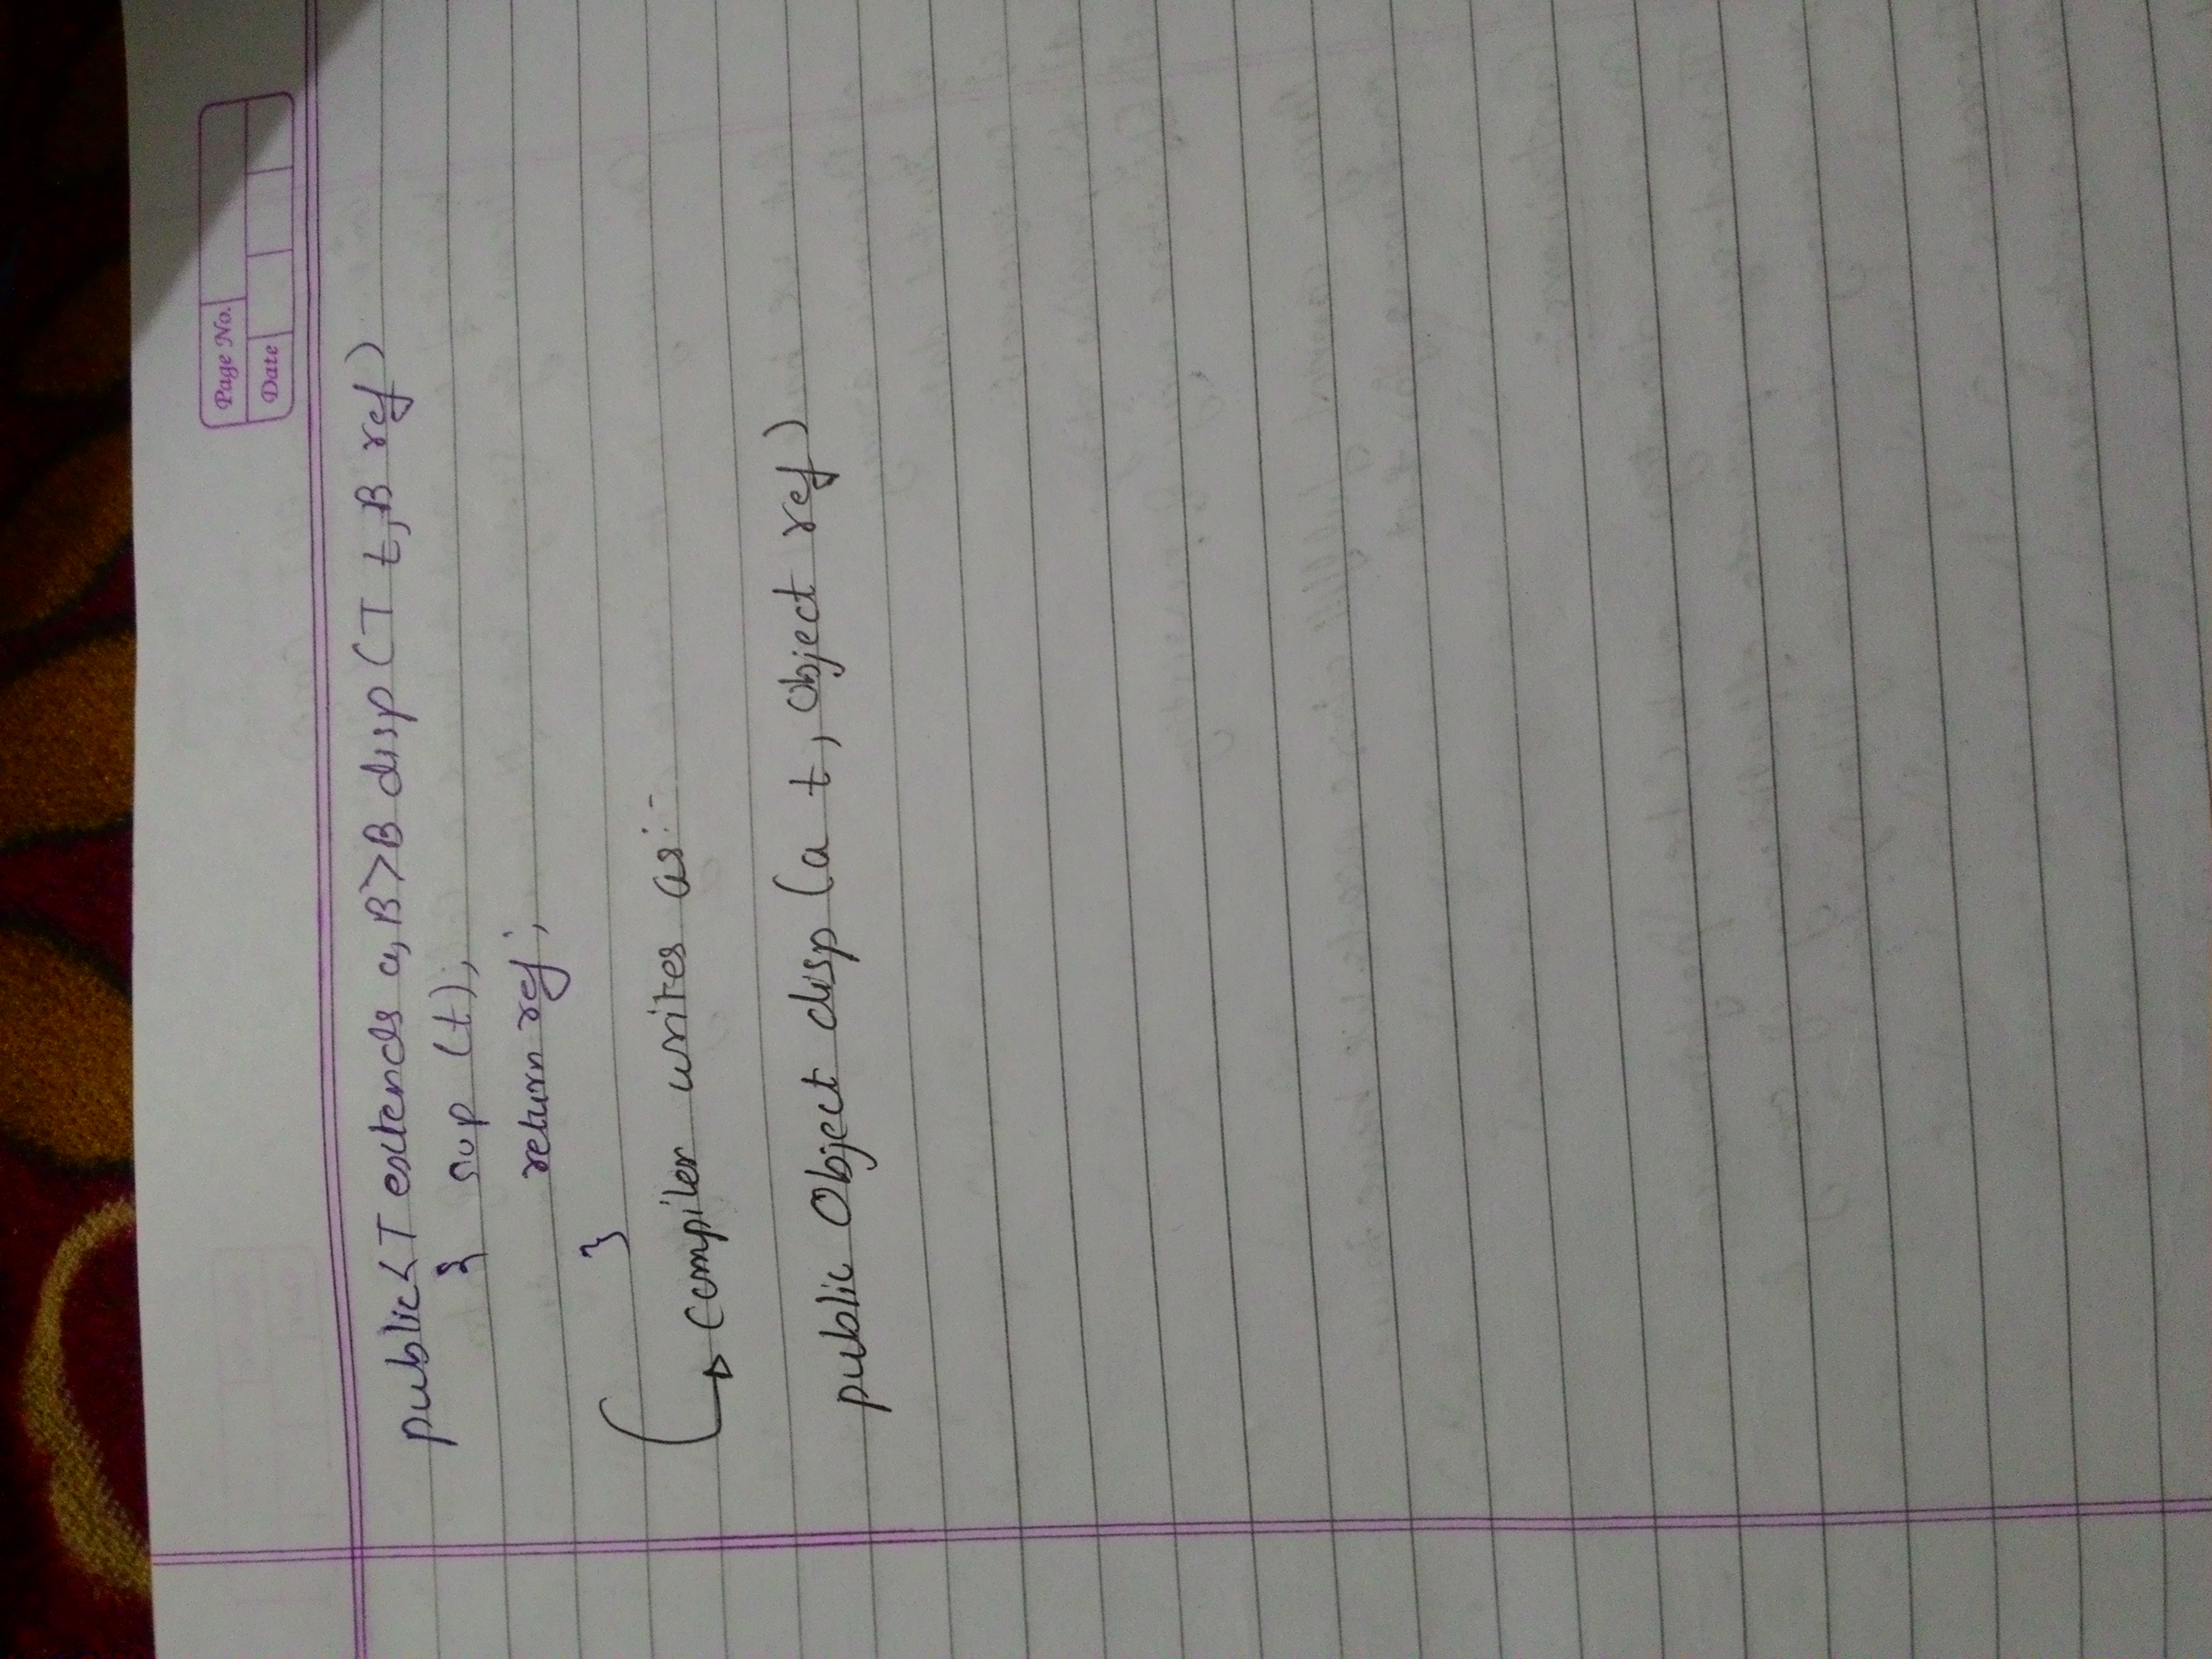 Page No.
Date
public<T extends a,B>B disp(T t,B ref)
{ sup (t);
return ref;
}
Compiler writes as:-
public Object disp (a t, Object ref)